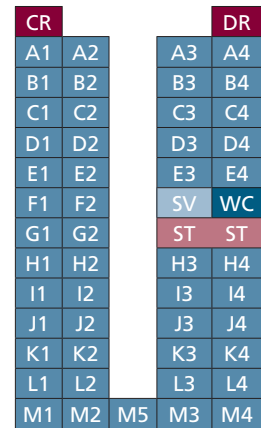 CR DR
A1 A2 A3 A4
B1 B2 B3 B4
C1 C2 C3 C4
D1 D2 D3 D4
E1 E2 E3 E4
F1 F2 SV WC
G1 G2 ST ST
H1 H2 H3 H4
I1 I2 I3 I4
J1 J2 J3 J4
K1 K2 K3 K4
L1 L2 L3 L4
M1 M2 M5 M3 M4